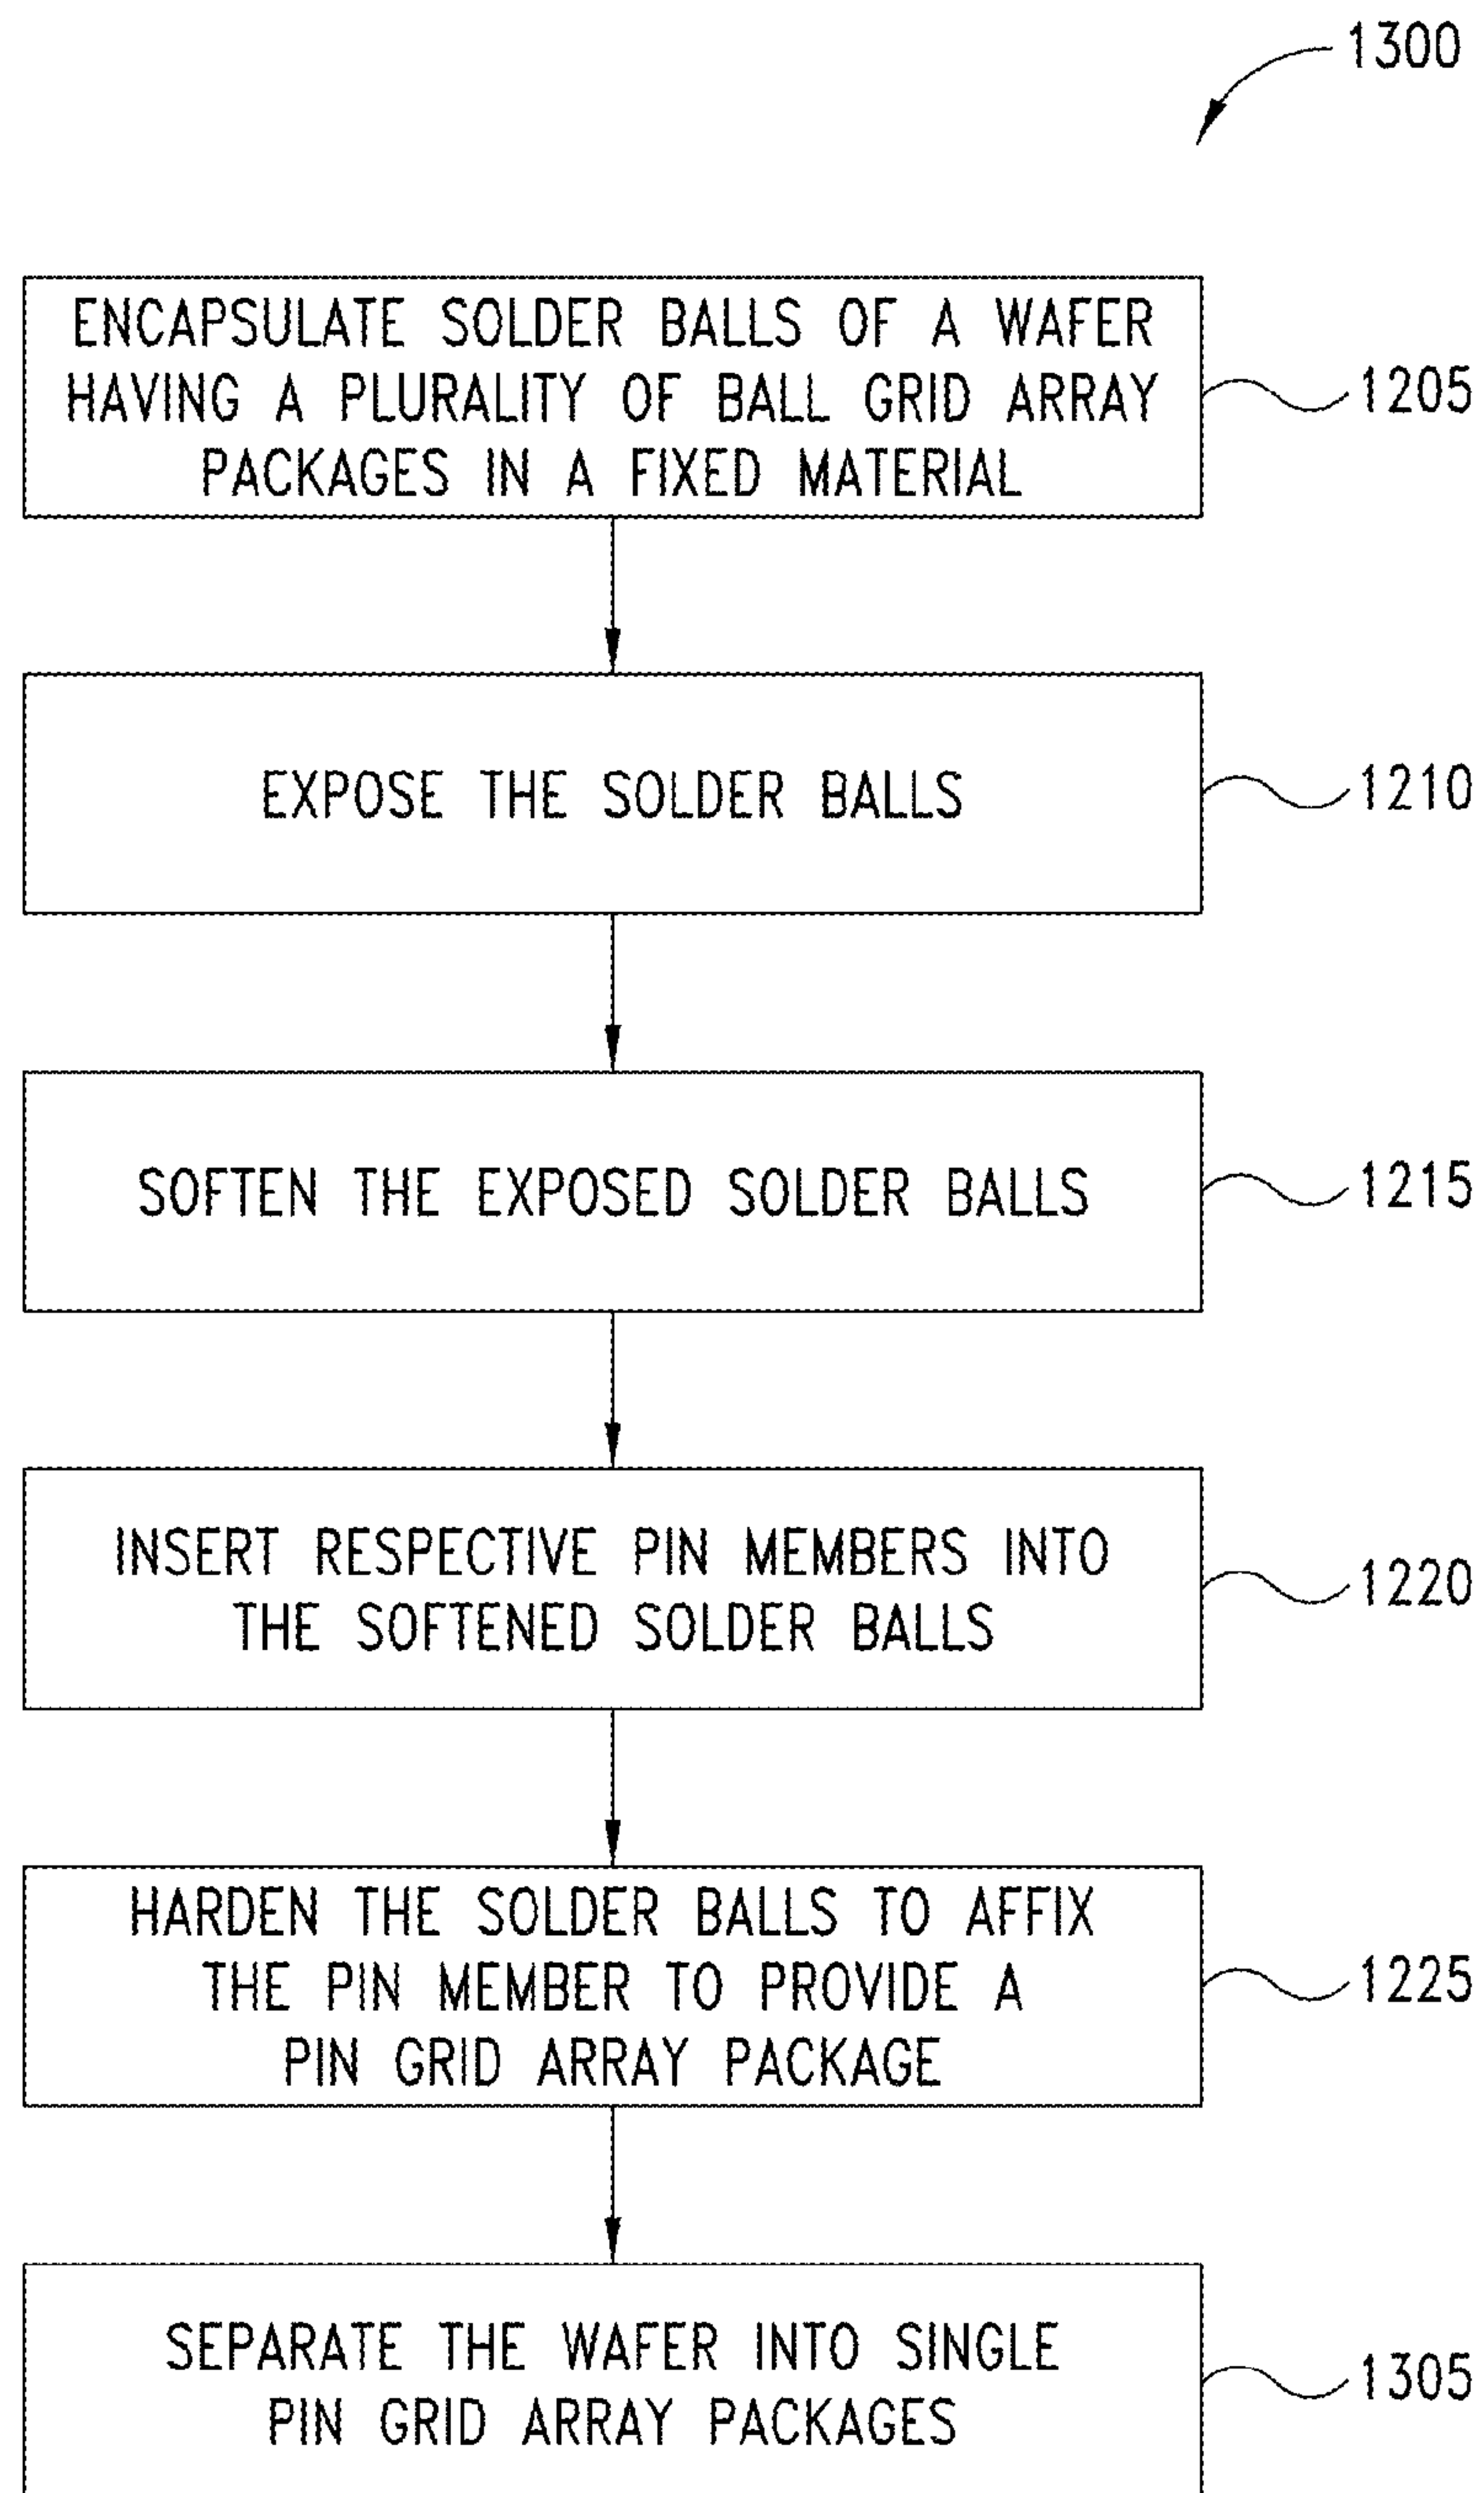 1300
ENCAPSULATE SOLDER BALLS OF A WAFER
HAVING A PLURALITY OF BALL GRID ARRAY
PACKAGES IN A FIXED MATERIAL
1205
EXPOSE THE SOLDER BALLS
1210
SOFTEN THE EXPOSED SOLDER BALLS
1215
INSERT RESPECTIVE PIN MEMBERS INTO
THE SOFTENED SOLDER BALLS
1220
HARDEN THE SOLDER BALLS TO AFFIX
THE PIN MEMBER TO PROVIDE A
PIN GRID ARRAY PACKAGE
1225
SEPARATE THE WAFER INTO SINGLE
PIN GRID ARRAY PACKAGES
1305